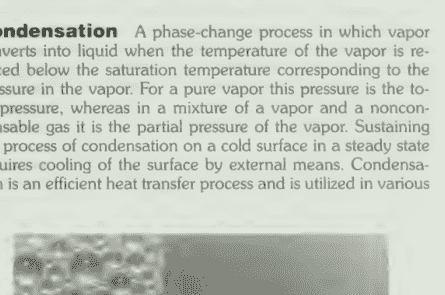 ondensation A phase-change process in which vapor
nverts into liquid when the temperature of the vapor is re-
ced below the saturation temperature corresponding to the
ssure in the vapor. For a pure vapor this pressure is the to-
pressure, whereas in a mixture of a vapor and a noncon-
nsable gas it is the partial pressure of the vapor. Sustaining
process of condensation on a cold surface in a steady state
uires cooling of the surface by external means. Condensa-
n is an efficient heat transfer process and is utilized in various